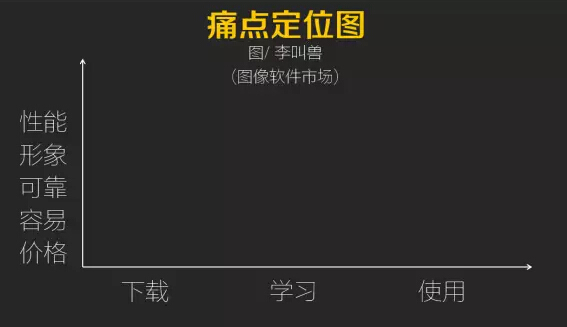 痛点定位图
图/ 李叫兽
（图像软件市场）
性能
形象
可靠
容易
价格
下载 学习 使用